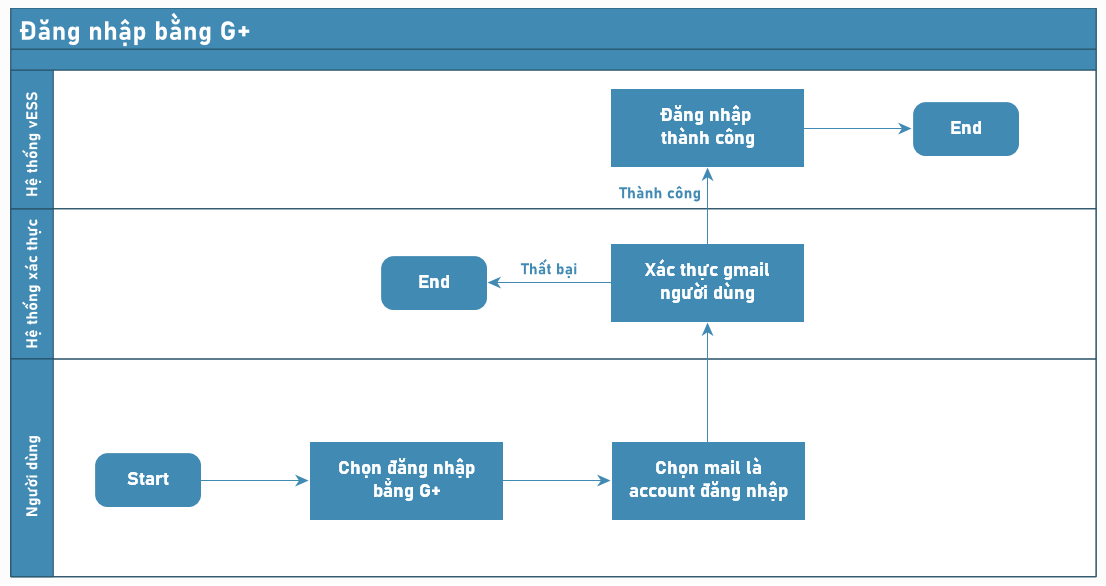 Đăng nhập bằng G+
Hệ thống vESS
Đăng nhập
thành công
End
Thành công
Hệ thống xác thực
End
Thất bại
Xác thực gmail
người dùng
Người dùng
Start
Chọn đăng nhập
bằng G+
Chọn mail là
account đăng nhập